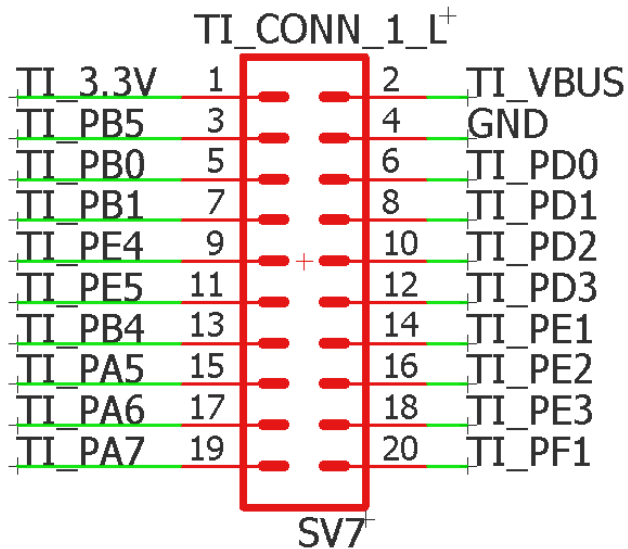 TI_CONN_1_L
TI_3.3V 1 2 TI_VBUS
TI_PB5 3 4 GND
TI_PB0 5 6 TI_PD0
TI_PB1 7 8 TI_PD1
TI_PE4 9 10 TI_PD2
TI_PE5 11 12 TI_PD3
TI_PB4 13 14 TI_PE1
TI_PA5 15 16 TI_PE2
TI_PA6 17 18 TI_PE3
TI_PA7 19 20 TI_PF1
SV7